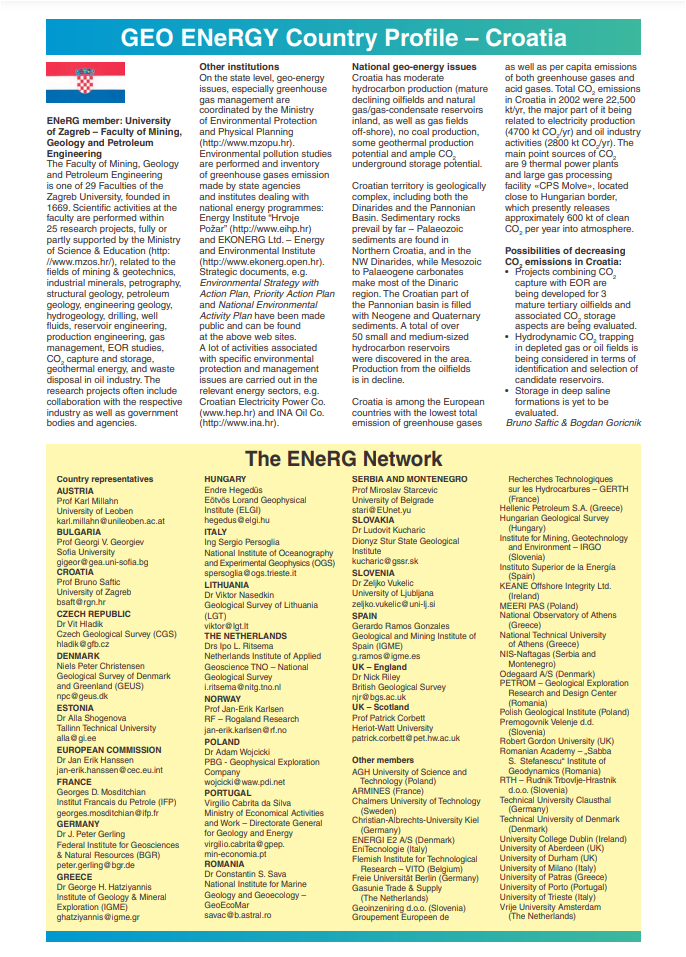 GEO ENeRGY Country Profile – Croatia
ENeRG member: University
of Zagreb – Faculty of Mining,
Geology and Petroleum
Engineering
The Faculty of Mining, Geology
and Petroleum Engineering
is one of 29 Faculties of the
Zagreb University, founded in
1669. Scientific activities at the
faculty are performed within
25 research projects, fully or
partly supported by the Ministry
of Science & Education (http:
//www.mzos.hr/), related to the
fields of mining & geotechnics,
industrial minerals, petrography,
structural geology, petroleum
geology, engineering geology,
hydrogeology, drilling, well
fluids, reservoir engineering,
production engineering, gas
management, EOR studies,
CO2 capture and storage,
geothermal energy, and waste
disposal in oil industry. The
research projects often include
collaboration with the respective
industry as well as government
bodies and agencies.
Other institutions
On the state level, geo-energy
issues, especially greenhouse
gas management are
coordinated by the Ministry
of Environmental Protection
and Physical Planning
(http://www.mzopu.hr).
Environmental pollution studies
are performed and inventory
of greenhouse gases emission
made by state agencies
and institutes dealing with
national energy programmes:
Energy Institute "Hrvoje
Požar" (http://www.eihp.hr)
and EKONERG Ltd. – Energy
and Environmental Institute
(http://www.ekonerg.open.hr).
Strategic documents, e.g.
Environmental Strategy with
Action Plan, Priority Action Plan
and National Environmental
Activity Plan have been made
public and can be found
at the above web sites.
A lot of activities associated
with specific environmental
protection and management
issues are carried out in the
relevant energy sectors, e.g.
Croatian Electricity Power Co.
(www.hep.hr) and INA Oil Co.
(http://www.ina.hr).
National geo-energy issues
Croatia has moderate
hydrocarbon production (mature
declining oilfields and natural
gas/gas-condensate reservoirs
inland, as well as gas fields
off-shore), no coal production,
some geothermal production
potential and ample CO2
underground storage potential.
Croatian territory is geologically
complex, including both the
Dinarides and the Pannonian
Basin. Sedimentary rocks
prevail by far – Palaeozoic
sediments are found in
Northern Croatia, and in the
NW Dinarides, while Mesozoic
to Palaeogene carbonates
make most of the Dinaric
region. The Croatian part of
the Pannonian basin is filled
with Neogene and Quaternary
sediments. A total of over
50 small and medium-sized
hydrocarbon reservoirs
were discovered in the area.
Production from the oilfields
is in decline.
Croatia is among the European
countries with the lowest total
emission of greenhouse gases
as well as per capita emissions
of both greenhouse gases and
acid gases. Total CO2 emissions
in Croatia in 2002 were 22,500
kt/yr, the major part of it being
related to electricity production
(4700 kt CO2/yr) and oil industry
activities (2800 kt CO2/yr). The
main point sources of CO2
are 9 thermal power plants
and large gas processing
facility «CPS Molve», located
close to Hungarian border,
which presently releases
approximately 600 kt of clean
CO2 per year into atmosphere.
Possibilities of decreasing
CO2 emissions in Croatia:
• Projects combining CO2
capture with EOR are
being developed for 3
mature tertiary oilfields and
associated CO2 storage
aspects are being evaluated.
• Hydrodynamic CO2 trapping
in depleted gas or oil fields is
being considered in terms of
identification and selection of
candidate reservoirs.
• Storage in deep saline
formations is yet to be
evaluated.
Bruno Saftic & Bogdan Goricnik
The ENeRG Network
Country representatives
AUSTRIA
Prof Karl Millahn
University of Leoben
karl.millahn@unileoben.ac.at
BULGARIA
Prof Georgi V. Georgiev
Sofia University
gigeor@gea.uni-sofia.bg
CROATIA
Prof Bruno Saftic
University of Zagreb
bsaft@rgn.hr
CZECH REPUBLIC
Dr Vit Hladik
Czech Geological Survey (CGS)
hladik@gfb.cz
DENMARK
Niels Peter Christensen
Geological Survey of Denmark
and Greenland (GEUS)
npc@geus.dk
ESTONIA
Dr Alla Shogenova
Tallinn Technical University
alla@gi.ee
EUROPEAN COMMISSION
Dr Jan Erik Hanssen
jan-erik.hanssen@cec.eu.int
FRANCE
Georges D. Mosditchian
Institut Francais du Petrole (IFP)
georges.mosditchian@ifp.fr
GERMANY
Dr J. Peter Gerling
Federal Institute for Geosciences
& Natural Resources (BGR)
peter.gerling@bgr.de
GREECE
Dr George H. Hatziyannis
Institute of Geology & Mineral
Exploration (IGME)
ghatziyannis@igme.gr
HUNGARY
Endre Hegedüs
Eötvös Lorand Geophysical
Institute (ELGI)
hegedus@elgi.hu
ITALY
Ing Sergio Persoglia
National Institute of Oceanography
and Experimental Geophysics (OGS)
spersoglia@ogs.trieste.it
LITHUANIA
Dr Viktor Nasedkin
Geological Survey of Lithuania
(LGT)
viktor@lgt.lt
THE NETHERLANDS
Drs Ipo L. Ritsema
Netherlands Institute of Applied
Geoscience TNO – National
Geological Survey
i.ritsema@nitg.tno.nl
NORWAY
Prof Jan-Erik Karlsen
RF – Rogaland Research
jan-erik.karlsen@rf.no
POLAND
Dr Adam Wojcicki
PBG - Geophysical Exploration
Company
wojcicki@waw.pdi.net
PORTUGAL
Virgilio Cabrita da Silva
Ministry of Economical Activities
and Work – Directorate General
for Geology and Energy
virgilio.cabrita@gpep.
min-economia.pt
ROMANIA
Dr Constantin S. Sava
National Institute for Marine
Geology and Geoecology –
GeoEcoMar
savac@b.astral.ro
SERBIA AND MONTENEGRO
Prof Miroslav Starcevic
University of Belgrade
stari@EUnet.yu
SLOVAKIA
Dr Ludovit Kucharic
Dionyz Stur State Geological
Institute
kucharic@gssr.sk
SLOVENIA
Dr Zeljko Vukelic
University of Ljubljana
zeljko.vukelic@uni-lj.si
SPAIN
Gerardo Ramos Gonzales
Geological and Mining Institute of
Spain (IGME)
g.ramos@igme.es
UK – England
Dr Nick Riley
British Geological Survey
njr@bgs.ac.uk
UK – Scotland
Prof Patrick Corbett
Heriot-Watt University
patrick.corbett@pet.hw.ac.uk
Other members
AGH University of Science and
Technology (Poland)
ARMINES (France)
Chalmers University of Technology
(Sweden)
Christian-Albrechts-University Kiel
(Germany)
ENERGI E2 A/S (Denmark)
EniTecnologie (Italy)
Flemish Institute for Technological
Research – VITO (Belgium)
Freie Universität Berlin (Germany)
Gasunie Trade & Supply
(The Netherlands)
Geoinzeniring d.o.o. (Slovenia)
Groupement Europeen de
Recherches Technologiques
sur les Hydrocarbures – GERTH
(France)
Hellenic Petroleum S.A. (Greece)
Hungarian Geological Survey
(Hungary)
Institute for Mining, Geotechnology
and Environment – IRGO
(Slovenia)
Instituto Superior de la Energía
(Spain)
KEANE Offshore Integrity Ltd.
(Ireland)
MEERI PAS (Poland)
National Observatory of Athens
(Greece)
National Technical University
of Athens (Greece)
NIS-Naftagas (Serbia and
Montenegro)
Odegaard A/S (Denmark)
PETROM – Geological Exploration
Research and Design Center
(Romania)
Polish Geological Institute (Poland)
Premogovnik Velenje d.d.
(Slovenia)
Robert Gordon University (UK)
Romanian Academy – „Sabba
S. Stefanescu" Institute of
Geodynamics (Romania)
RTH – Rudnik Trbovlje-Hrastnik
d.o.o. (Slovenia)
Technical University Clausthal
(Germany)
Technical University of Denmark
(Denmark)
University College Dublin (Ireland)
University of Aberdeen (UK)
University of Durham (UK)
University of Milano (Italy)
University of Patras (Greece)
University of Porto (Portugal)
University of Trieste (Italy)
Vrije University Amsterdam
(The Netherlands)